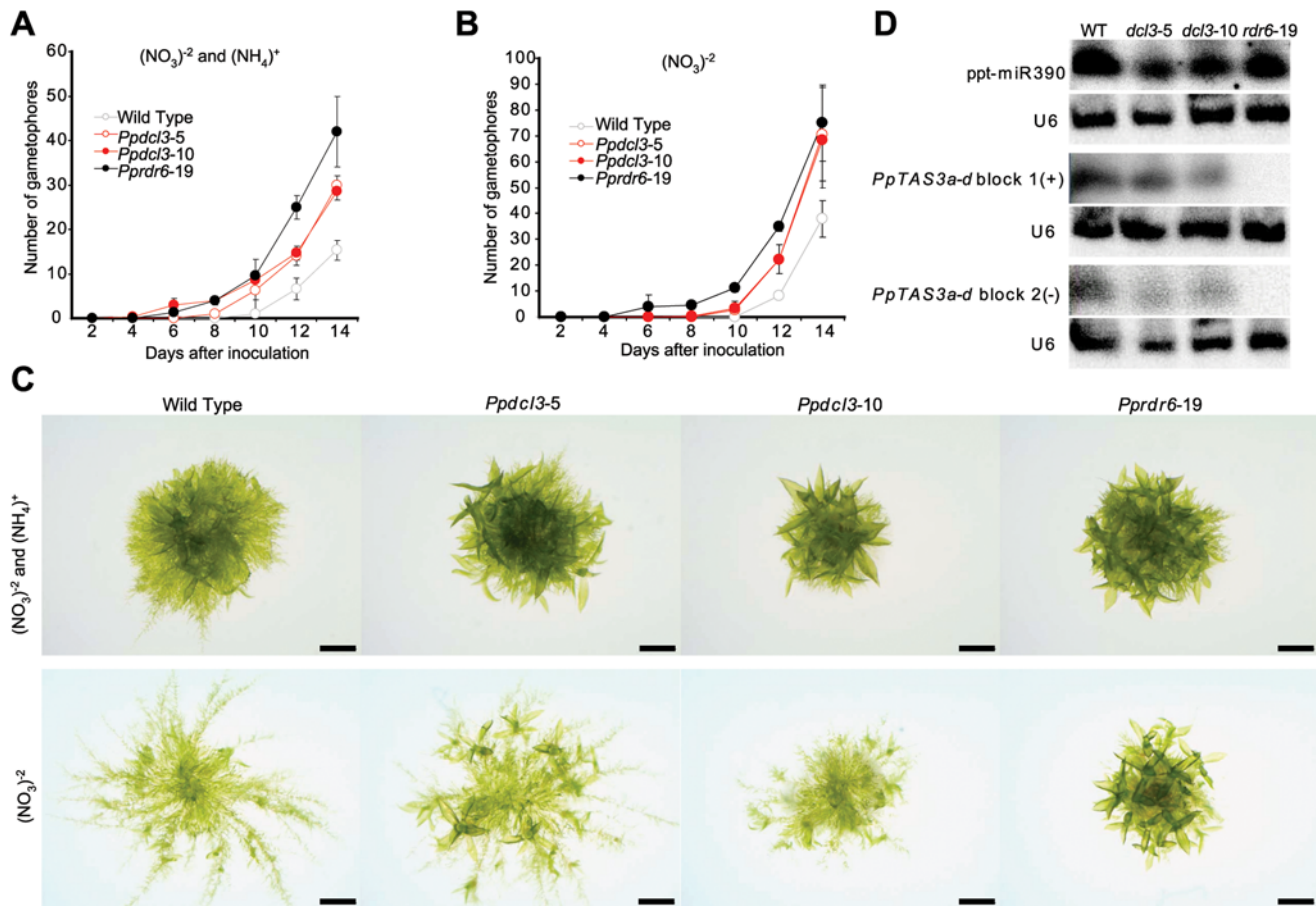 A
(NO3)-2 and (NH4)+
Number of gametophores
60
50
40
30
20
10
0
Wild Type
Ppdcl3-5
Ppdcl3-10
Pprdr6-19
2 4 6 8 10 12 14
Days after inoculation
B
(NO3)-2
Number of gametophores
100
90
80
70
60
50
40
30
20
10
0
Wild Type
Ppdcl3-5
Ppdcl3-10
Pprdr6-19
2 4 6 8 10 12 14
Days after inoculation
D
WT dcl3-5 dcl3-10 rdr6-19
ppt-miR390
U6
PpTAS3a-d block 1(+)
U6
PpTAS3a-d block 2(-)
U6
C
Wild Type Ppdcl3-5 Ppdcl3-10 Pprdr6-19
(NO3)-2 and (NH4)+
(NO3)-2